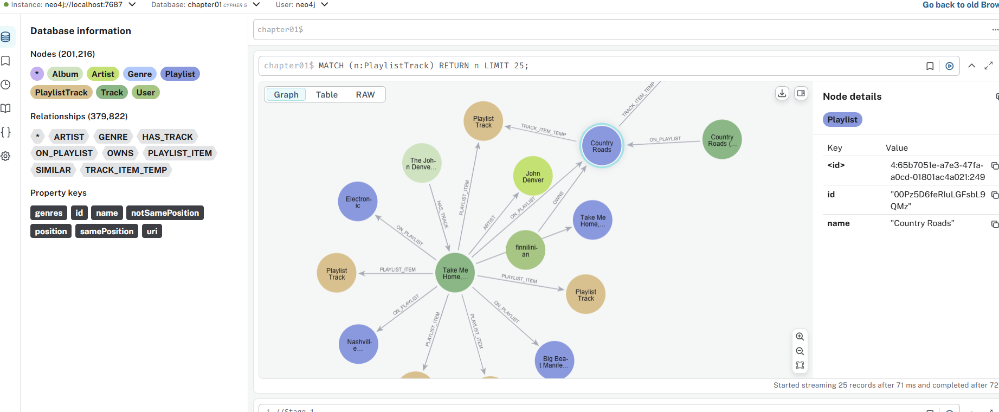 Instance: neo4j://localhost:7687
Database: chapter01 CYPHER 5
User: neo4j
Go back to old Brow
Database information
Nodes (201,216)
* Album Artist Genre Playlist
PlaylistTrack Track User
Relationships (379,822)
* ARTIST GENRE HAS_TRACK
ON_PLAYLIST OWNS PLAYLIST_ITEM
SIMILAR TRACK_ITEM_TEMP
Property keys
genres id name notSamePosition
position samePosition uri
chapter01$
chapter01$ MATCH (n:PlaylistTrack) RETURN n LIMIT 25;
Graph Table RAW
TRACK_ITEM_TEMP
Playlist
Track
TRACK_ITEM_TEMP
Country
Roads
ON_PLAYLIST
Country
Roads (...
The Joh-
n Denve...
John
Denver
PLAYLIST_ITEM
Electron-
ic
HAS_TRACK
ARTIST
ON_PLAYLIST
OWNS
Take Me
Home,...
ON_PLAYLIST
finnilini-
an
Playlist
Track
PLAYLIST_ITEM
Take Me
Home,...
PLAYLIST_ITEM
Playlist
Track
ON_PLAYLIST
PLAYLIST_ITEM
PLAYLIST_ITEM
ON_PLAYLIST
Nashvill-
e...
Big Bea-
t Manife...
Node details
Playlist
Key Value
<id> 4:65b7051e-a7e3-47fa-
a0cd-01801ac4a021:249
id "00Pz5D6feRluLGFsbL9
QMz"
name "Country Roads"
Started streaming 25 records after 71 ms and completed after 72
1 //Stage 1